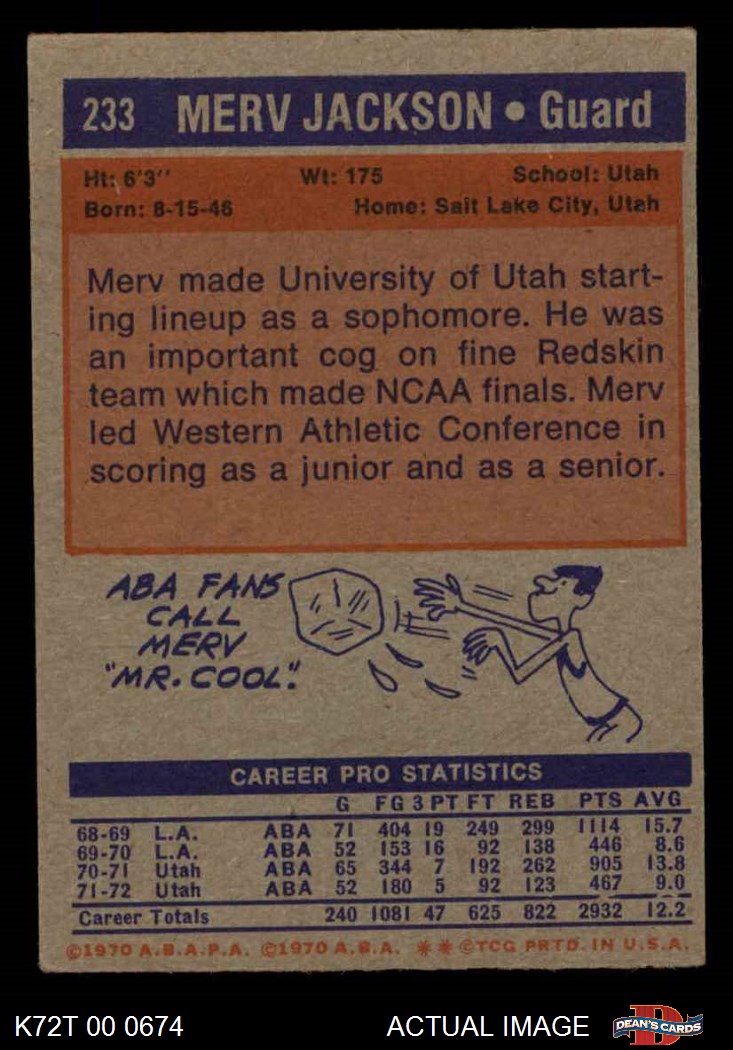 233 MERV JACKSON • Guard
Ht: 6'3'' Wt: 175 School: Utah
Born: 8-15-46 Home: Salt Lake City, Utah
Merv made University of Utah start-
ing lineup as a sophomore. He was
an important cog on fine Redskin
team which made NCAA finals. Merv
led Western Athletic Conference in
scoring as a junior and as a senior.
ABA FANS
CALL
MERV
"MR. COOL."
CAREER PRO STATISTICS
G FG 3 PT FT REB PTS AVG
68-69 L.A. ABA 71 404 19 249 299 1114 15.7
69-70 L.A. ABA 52 153 16 92 138 446 8.6
70-71 Utah ABA 65 344 7 192 262 905 13.8
71-72 Utah ABA 52 180 5 92 123 467 9.0
Career Totals 240 1081 47 625 822 2932 12.2
©1970 A.B.A.P.A. ©1970 A.B.A. ** ©TCG PRTD. IN U.S.A.
K72T 00 0674 ACTUAL IMAGE DEAN'S CARDS